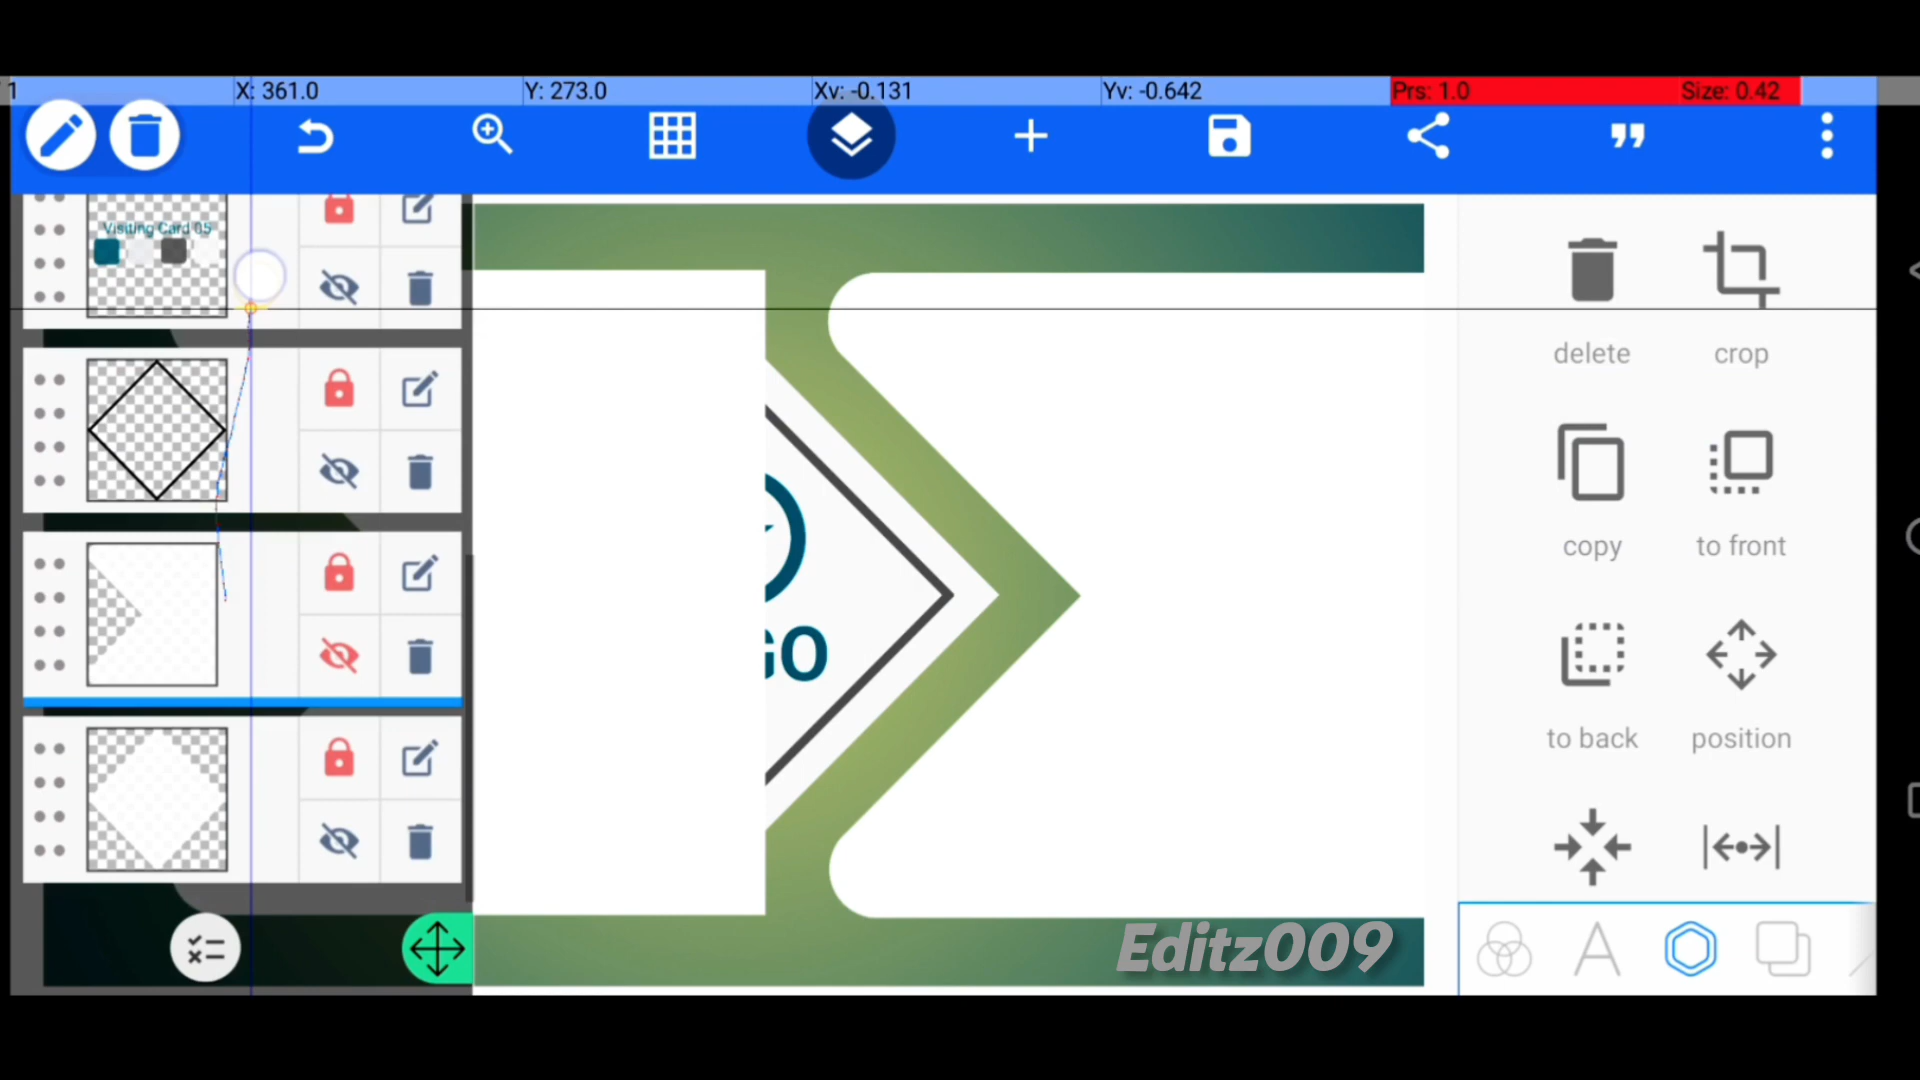 1 X: 361.0 Y: 273.0 Xv: -0.131 Yv: -0.642 Prs: 1.0 Size: 0.42
Visiting Card 05
delete crop
copy to front
GO
to back position
Editz009